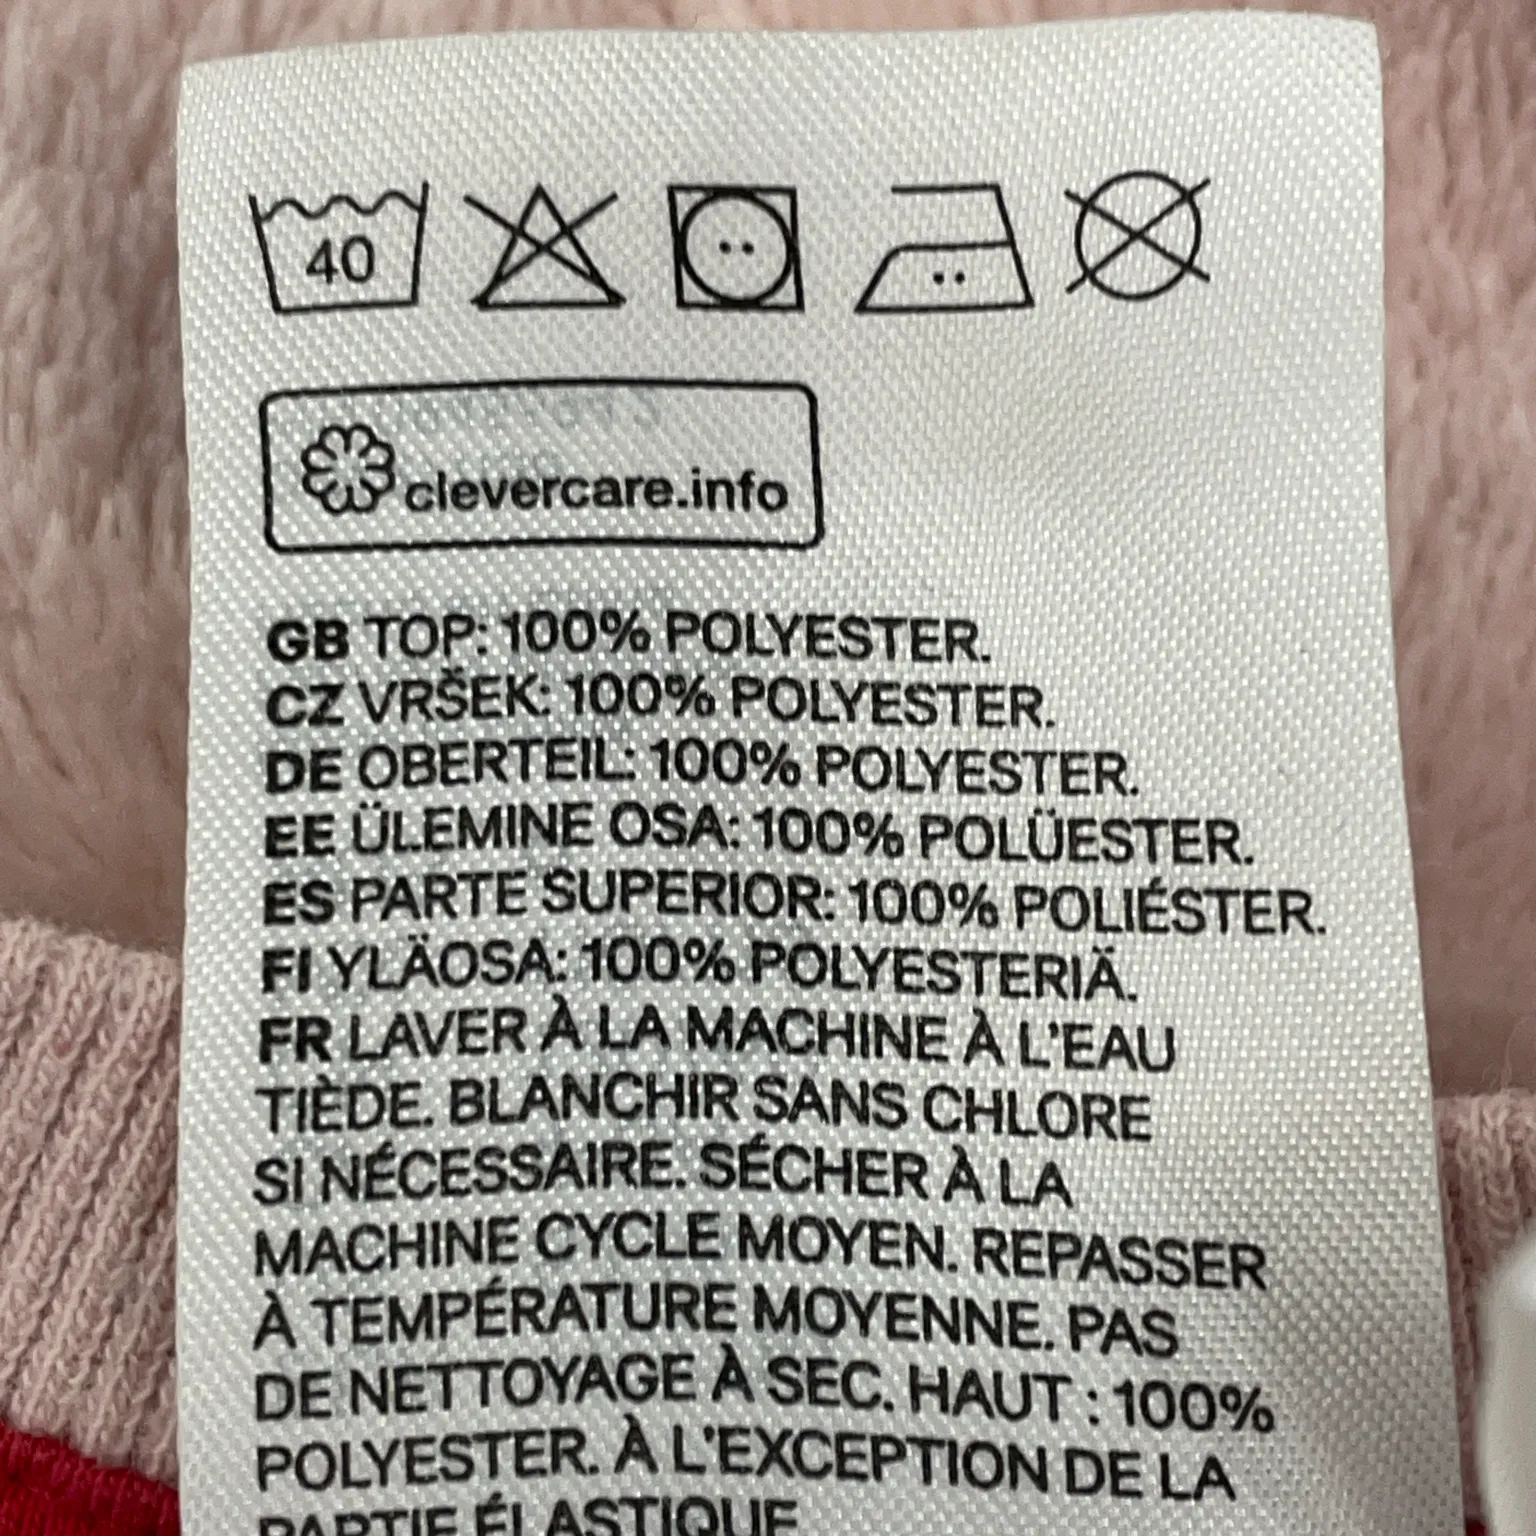 40
clevercare.info
GB TOP: 100% POLYESTER.
CZ VRŠEK: 100% POLYESTER.
DE OBERTEIL: 100% POLYESTER.
EE ÜLEMINE OSA: 100% POLÜESTER.
ES PARTE SUPERIOR: 100% POLIÉSTER.
FI YLÄOSA: 100% POLYESTERIÄ.
FR LAVER À LA MACHINE À L'EAU
TIÈDE. BLANCHIR SANS CHLORE
SI NÉCESSAIRE. SÉCHER À LA
MACHINE CYCLE MOYEN. REPASSER
À TEMPÉRATURE MOYENNE. PAS
DE NETTOYAGE À SEC. HAUT : 100%
POLYESTER. À L'EXCEPTION DE LA
PARTIE ÉLASTIQUE